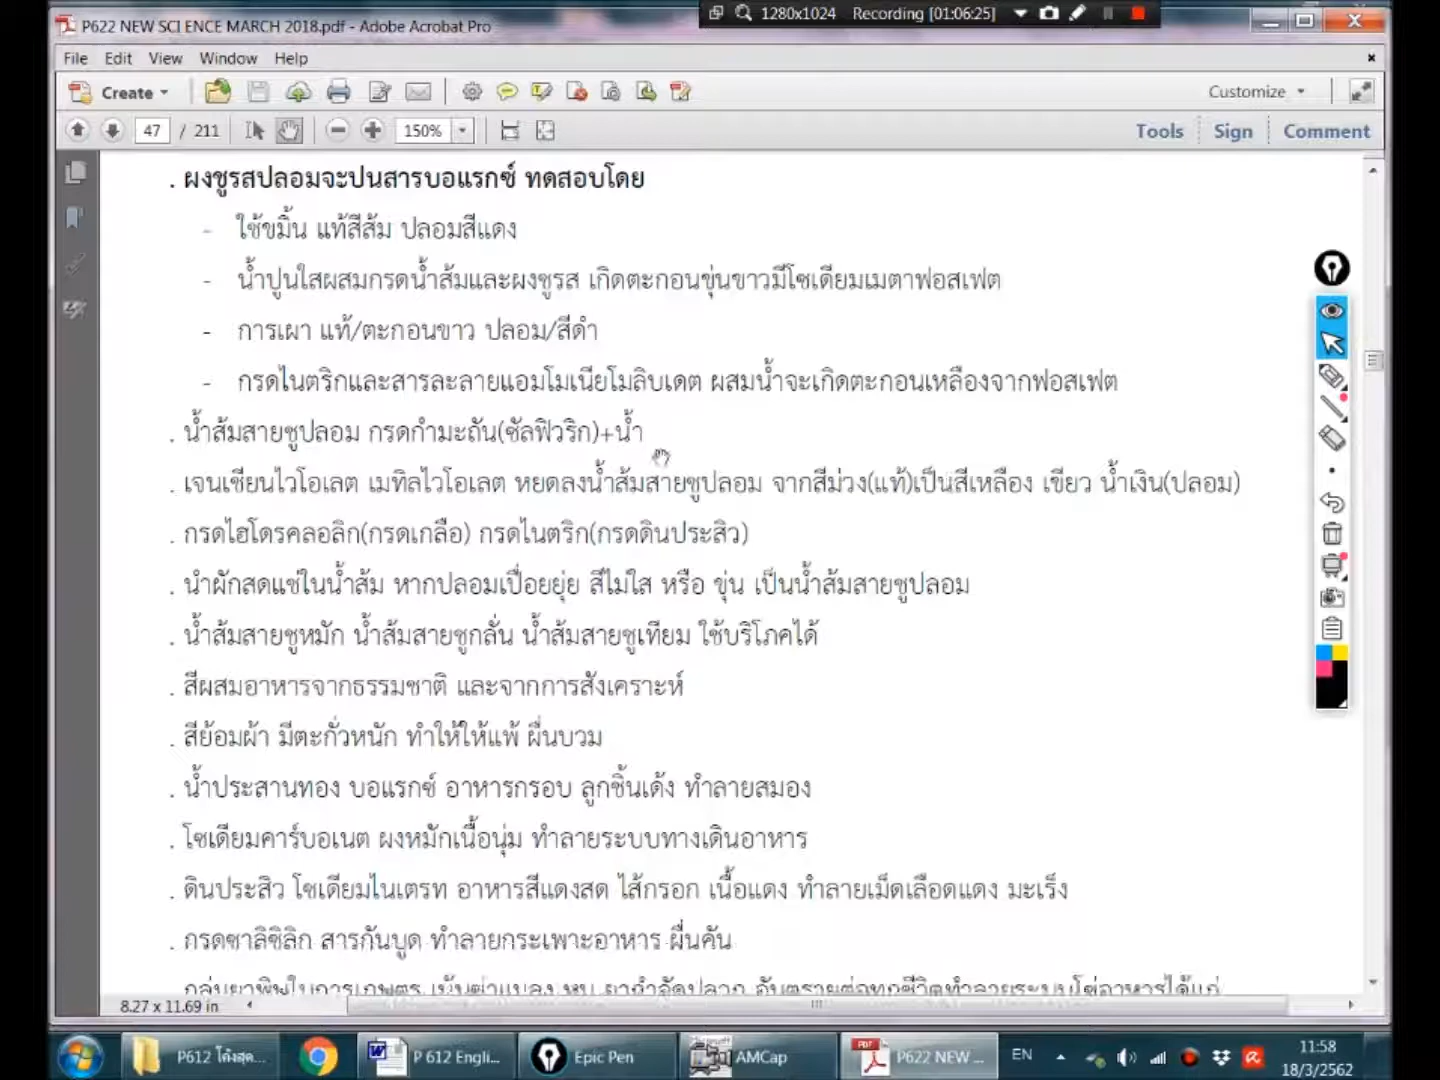 1280x1024 Recording [01:06:25]
P622 NEW SCI ENCE MARCH 2018.pdf - Adobe Acrobat Pro
File Edit View Window Help
Create Customize
47 / 211 150% Tools Sign Comment
. ผงชูรสปลอมจะปนสารบอแรกซ์ ทดสอบโดย
- ใช้ขมิ้น แท้สีส้ม ปลอมสีแดง
- น้ำปูนใสผสมกรดน้ำส้มและผงชูรส เกิดตะกอนขุ่นขาวมีโซเดียมเมตาฟอสเฟต
- การเผา แท้/ตะกอนขาว ปลอม/สีดำ
- กรดไนตริกและสารละลายแอมโมเนียโมลิบเดต ผสมน้ำจะเกิดตะกอนเหลืองจากฟอสเฟต
. น้ำส้มสายชูปลอม กรดกำมะถัน(ซัลฟิวริก)+น้ำ
. เจนเชียนไวโอเลต เมทิลไวโอเลต หยดลงน้ำส้มสายชูปลอม จากสีม่วง(แท้)เป็นสีเหลือง เขียว น้ำเงิน(ปลอม)
. กรดไฮโดรคลอลิก(กรดเกลือ) กรดไนตริก(กรดดินประสิว)
. นำผักสดแช่ในน้ำส้ม หากปลอมเปื่อยยุ่ย สีไม่ใส หรือ ขุ่น เป็นน้ำส้มสายชูปลอม
. น้ำส้มสายชูหมัก น้ำส้มสายชูกลั่น น้ำส้มสายชูเทียม ใช้บริโภคได้
. สีผสมอาหารจากธรรมชาติ และจากการสังเคราะห์
. สีย้อมผ้า มีตะกั่วหนัก ทำให้ให้แพ้ ผื่นบวม
. น้ำประสานทอง บอแรกซ์ อาหารกรอบ ลูกชิ้นเด้ง ทำลายสมอง
. โซเดียมคาร์บอเนต ผงหมักเนื้อนุ่ม ทำลายระบบทางเดินอาหาร
. ดินประสิว โซเดียมไนเตรท อาหารสีแดงสด ไส้กรอก เนื้อแดง ทำลายเม็ดเลือดแดง มะเร็ง
. กรดซาลิซิลิก สารกันบูด ทำลายกระเพาะอาหาร ผื่นคัน
8.27 x 11.69 in
P612 โค้งสุด... P 612 Engli... Epic Pen AMCap P622 NEW ... EN 11:58
18/3/2562